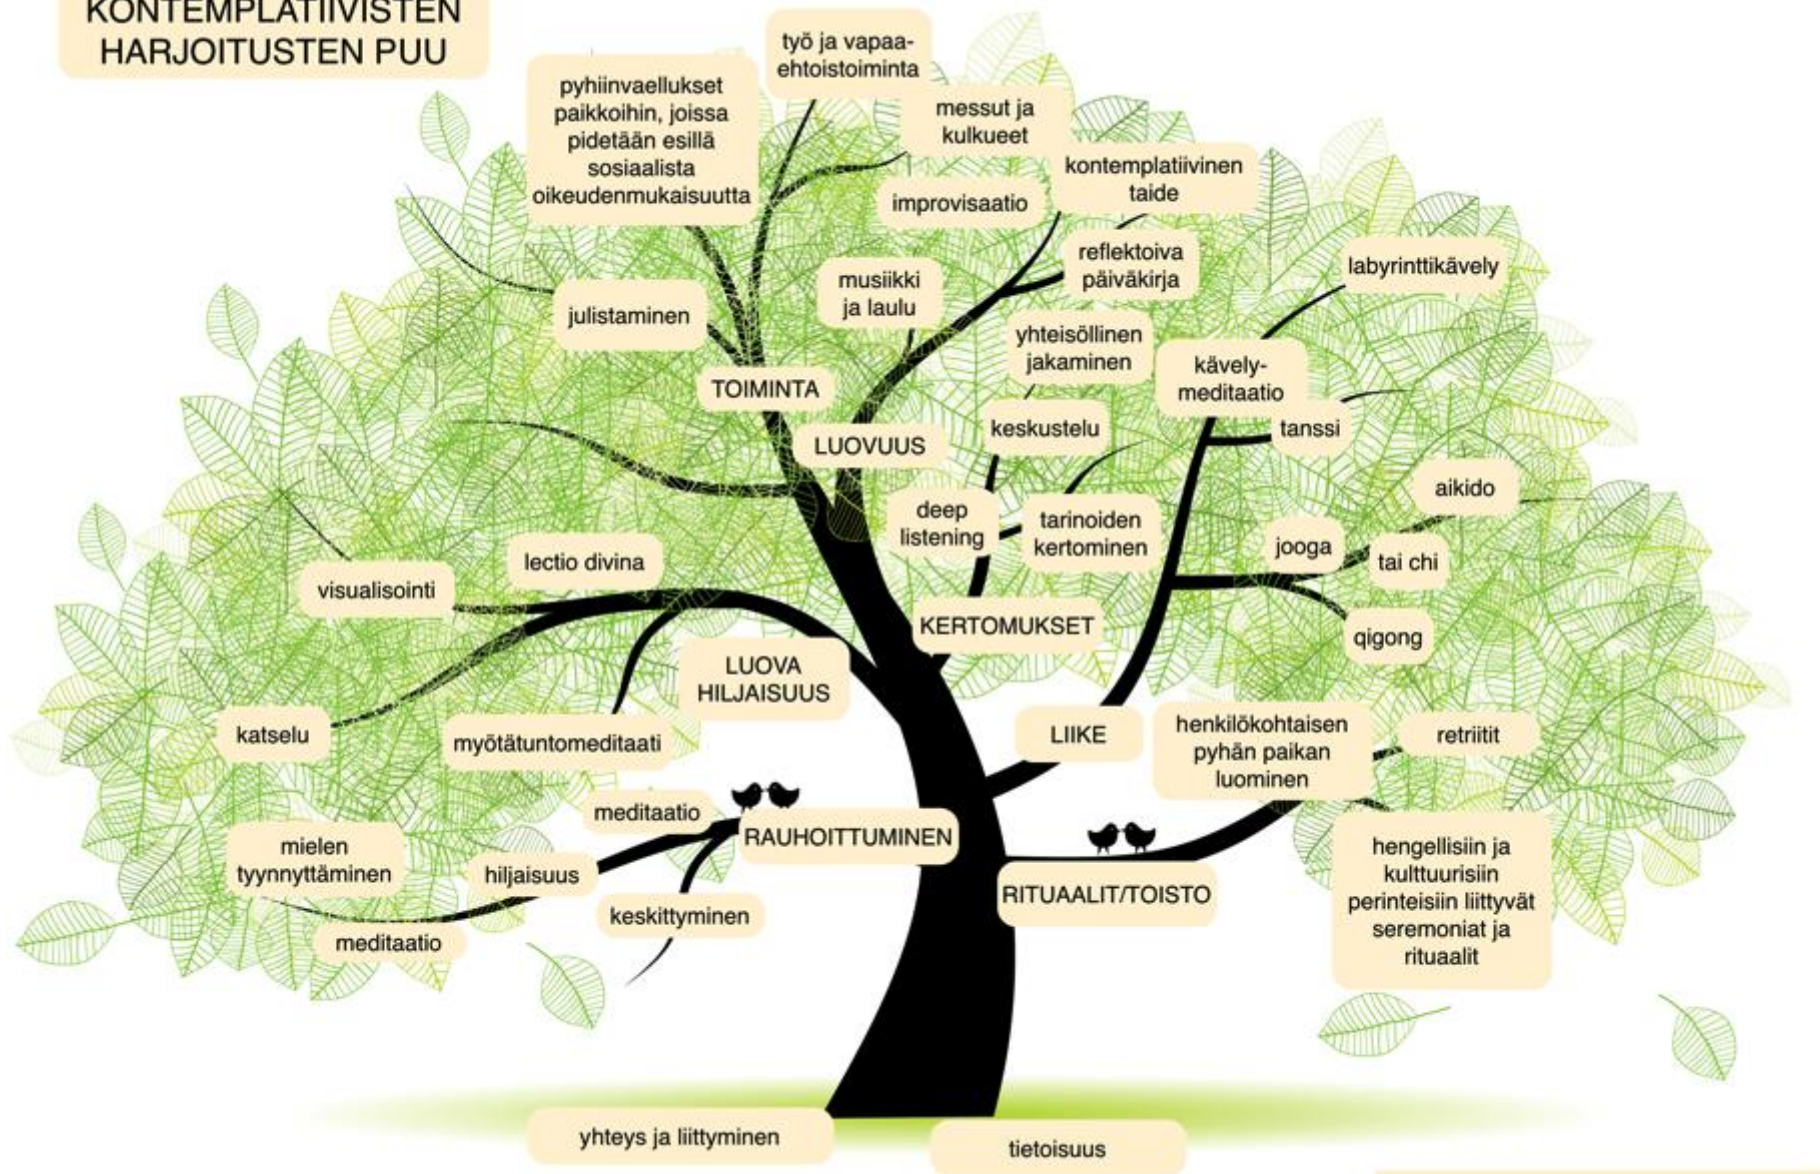 KONTEMPLATIIVISTEN
HARJOITUSTEN PUU
työ ja vapaa-
ehtoistoiminta
pyhiinvaellukset
paikkoihin, joissa
pidetään esillä
sosiaalista
oikeudenmukaisuutta
messut ja
kulkueet
kontemplatiivinen
taide
improvisaatio
reflektoiva
päiväkirja
labyrinttikävely
musiikki
ja laulu
julistaminen
yhteisöllinen
jakaminen
kävely-
meditaatio
TOIMINTA
LUOVUUS
keskustelu
tanssi
aikido
deep
listening
tarinoiden
kertominen
jooga
tai chi
lectio divina
visualisointi
KERTOMUKSET
qigong
LUOVA
HILJAISUUS
katselu
myötätuntomeditaati
LIIKE
henkilökohtaisen
pyhän paikan
luominen
retriitit
meditaatio
RAUHOITTUMINEN
mielen
tyynnyttäminen
hiljaisuus
keskittyminen
meditaatio
RITUAALIT/TOISTO
hengellisiin ja
kulttuurisiin
perinteisiin liittyvät
seremoniat ja
rituaalit
yhteys ja liittyminen
tietoisuus